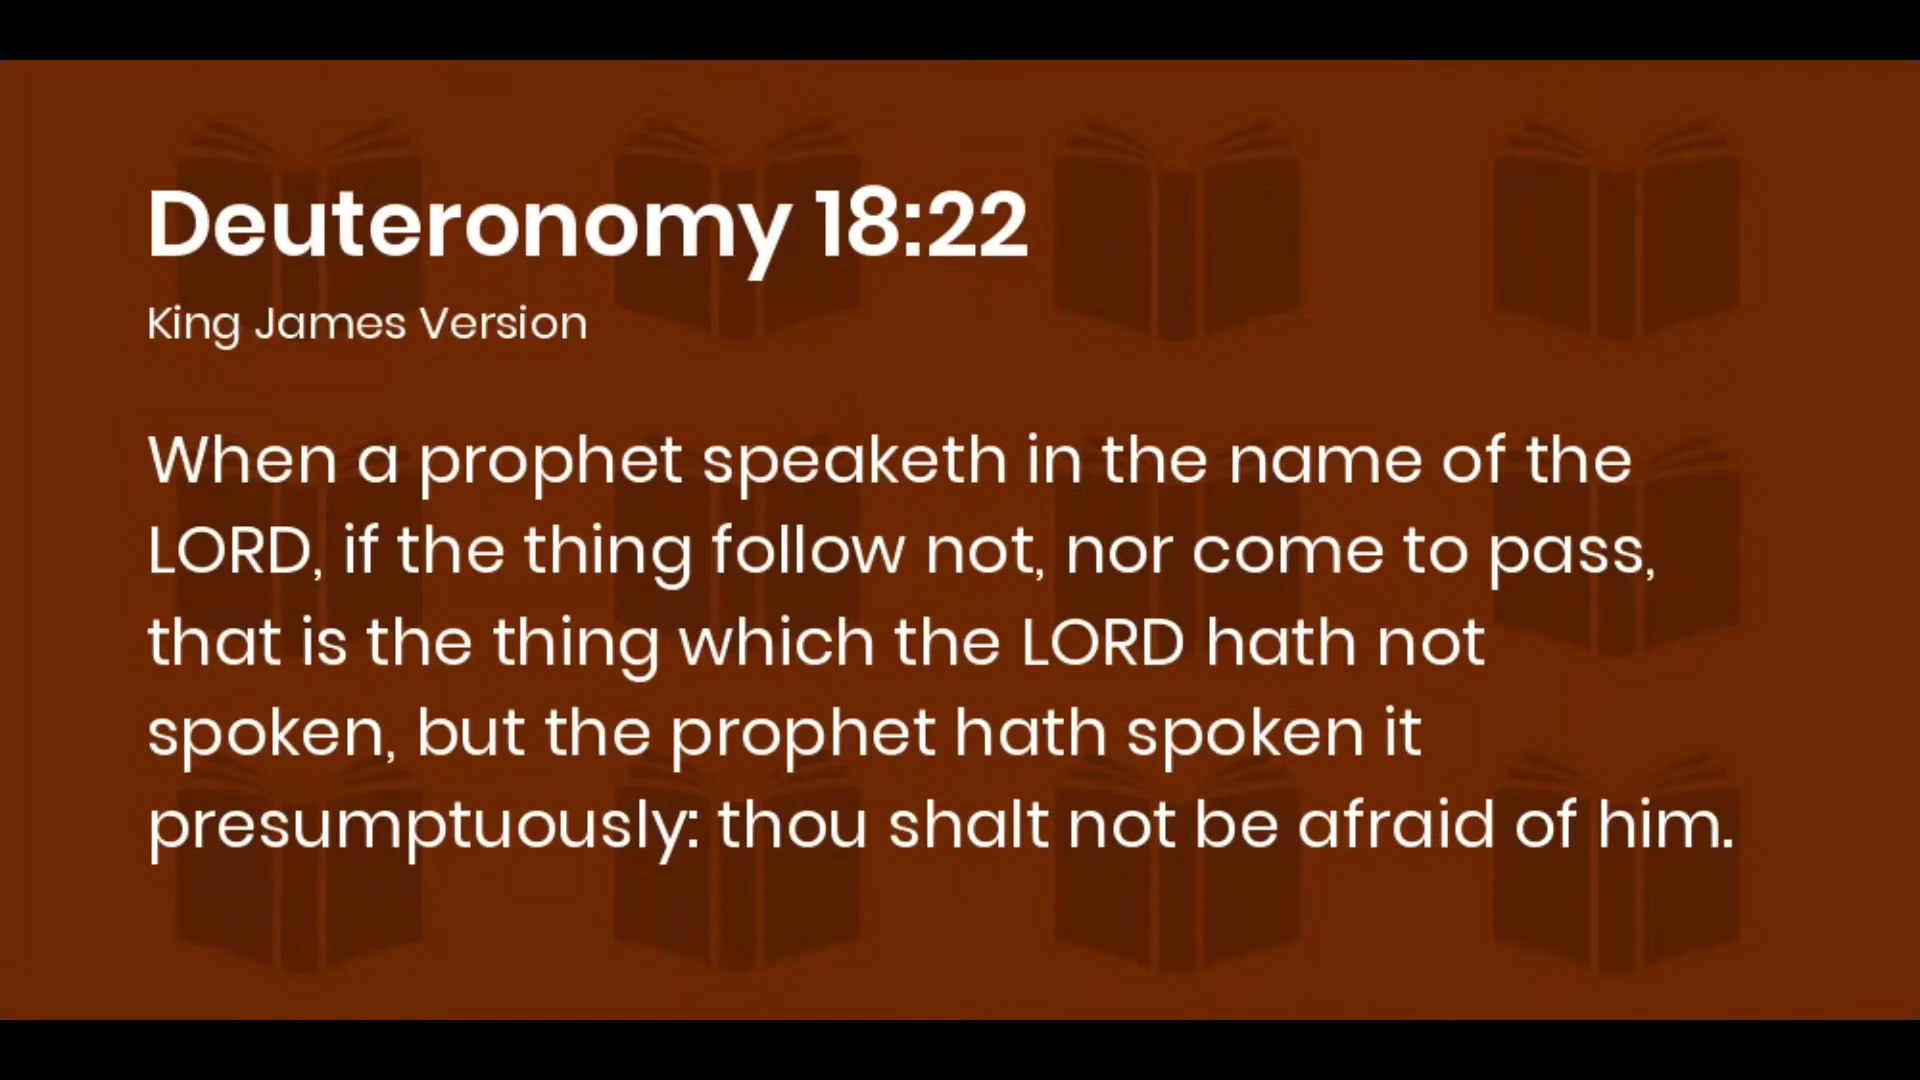 Deuteronomy 18:22
King James Version
When a prophet speaketh in the name of the
LORD, if the thing follow not, nor come to pass,
that is the thing which the LORD hath not
spoken, but the prophet hath spoken it
presumptuously: thou shalt not be afraid of him.